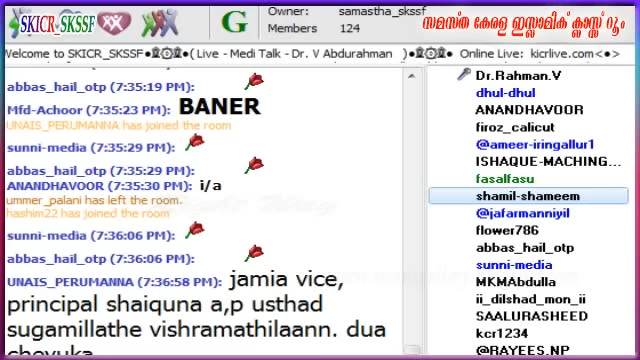 SKICR_SKSSF
Owner: samastha_skssf
Members 124
സമസ്ത കേരള ഇസ്ലാമിക് ക്ലാസ്സ് റൂം
Welcome to SKICR_SKSSF ( Live - Medi Talk - Dr. V Abdurahman ) Online Live: kicrlive.com <
abbas_hail_otp (7:35:19 PM):
Mfd-Achoor (7:35:23 PM): BANER
UNAIS_PERUMANNA has joined the room
sunni-media (7:35:29 PM):
abbas_hail_otp (7:35:29 PM):
ANANDHAVOOR (7:35:30 PM): i/a
ummer_palani has left the room.
hashim22 has joined the room
sunni-media (7:36:06 PM):
abbas_hail_otp (7:36:06 PM):
UNAIS_PERUMANNA (7:36:58 PM): jamia vice,
principal shaiquna a,p usthad
sugamillathe vishramathilaann. dua
cheyuka
Dr.Rahman.V
dhul-dhul
ANANDHAVOOR
firoz_calicut
@ameer-iringallur1
ISHAQUE-MACHING...
fasalfasu
shamil-shameem
@jafarmanniyil
flower786
abbas_hail_otp
sunni-media
MKMAbdulla
ii_dilshad_mon_ii
SAALURASHEED
kcr1234
@RAYEES.NP